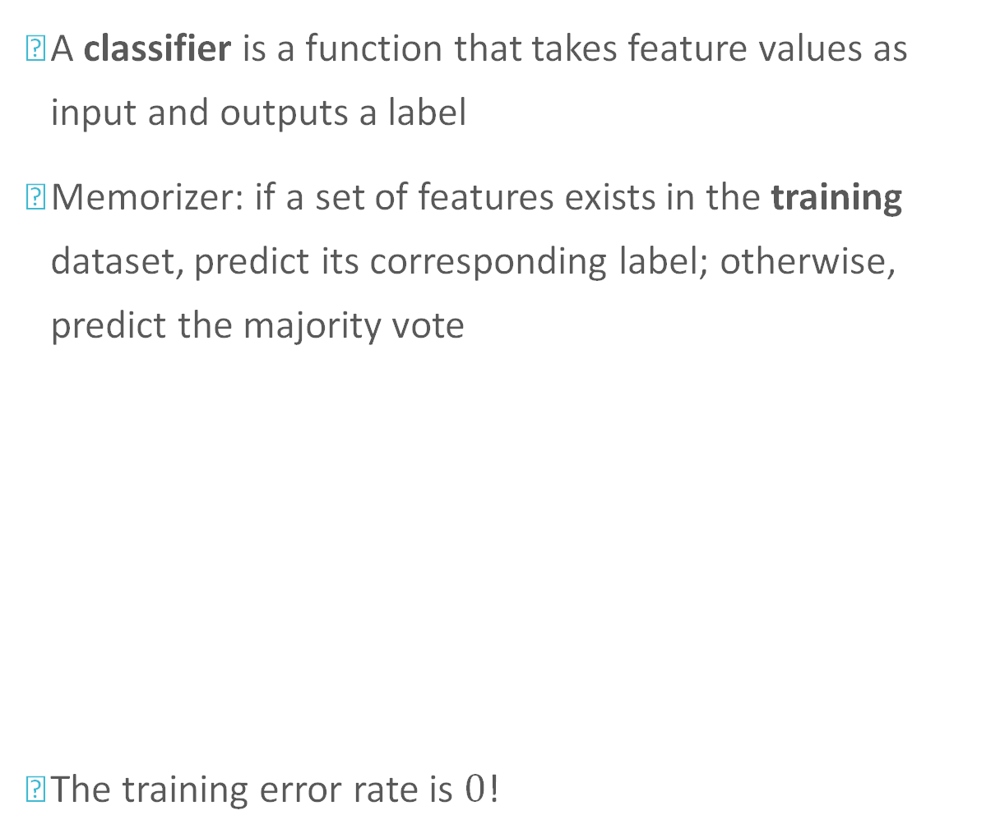 A classifier is a function that takes feature values as
input and outputs a label
Memorizer: if a set of features exists in the training
dataset, predict its corresponding label; otherwise,
predict the majority vote
The training error rate is 0!